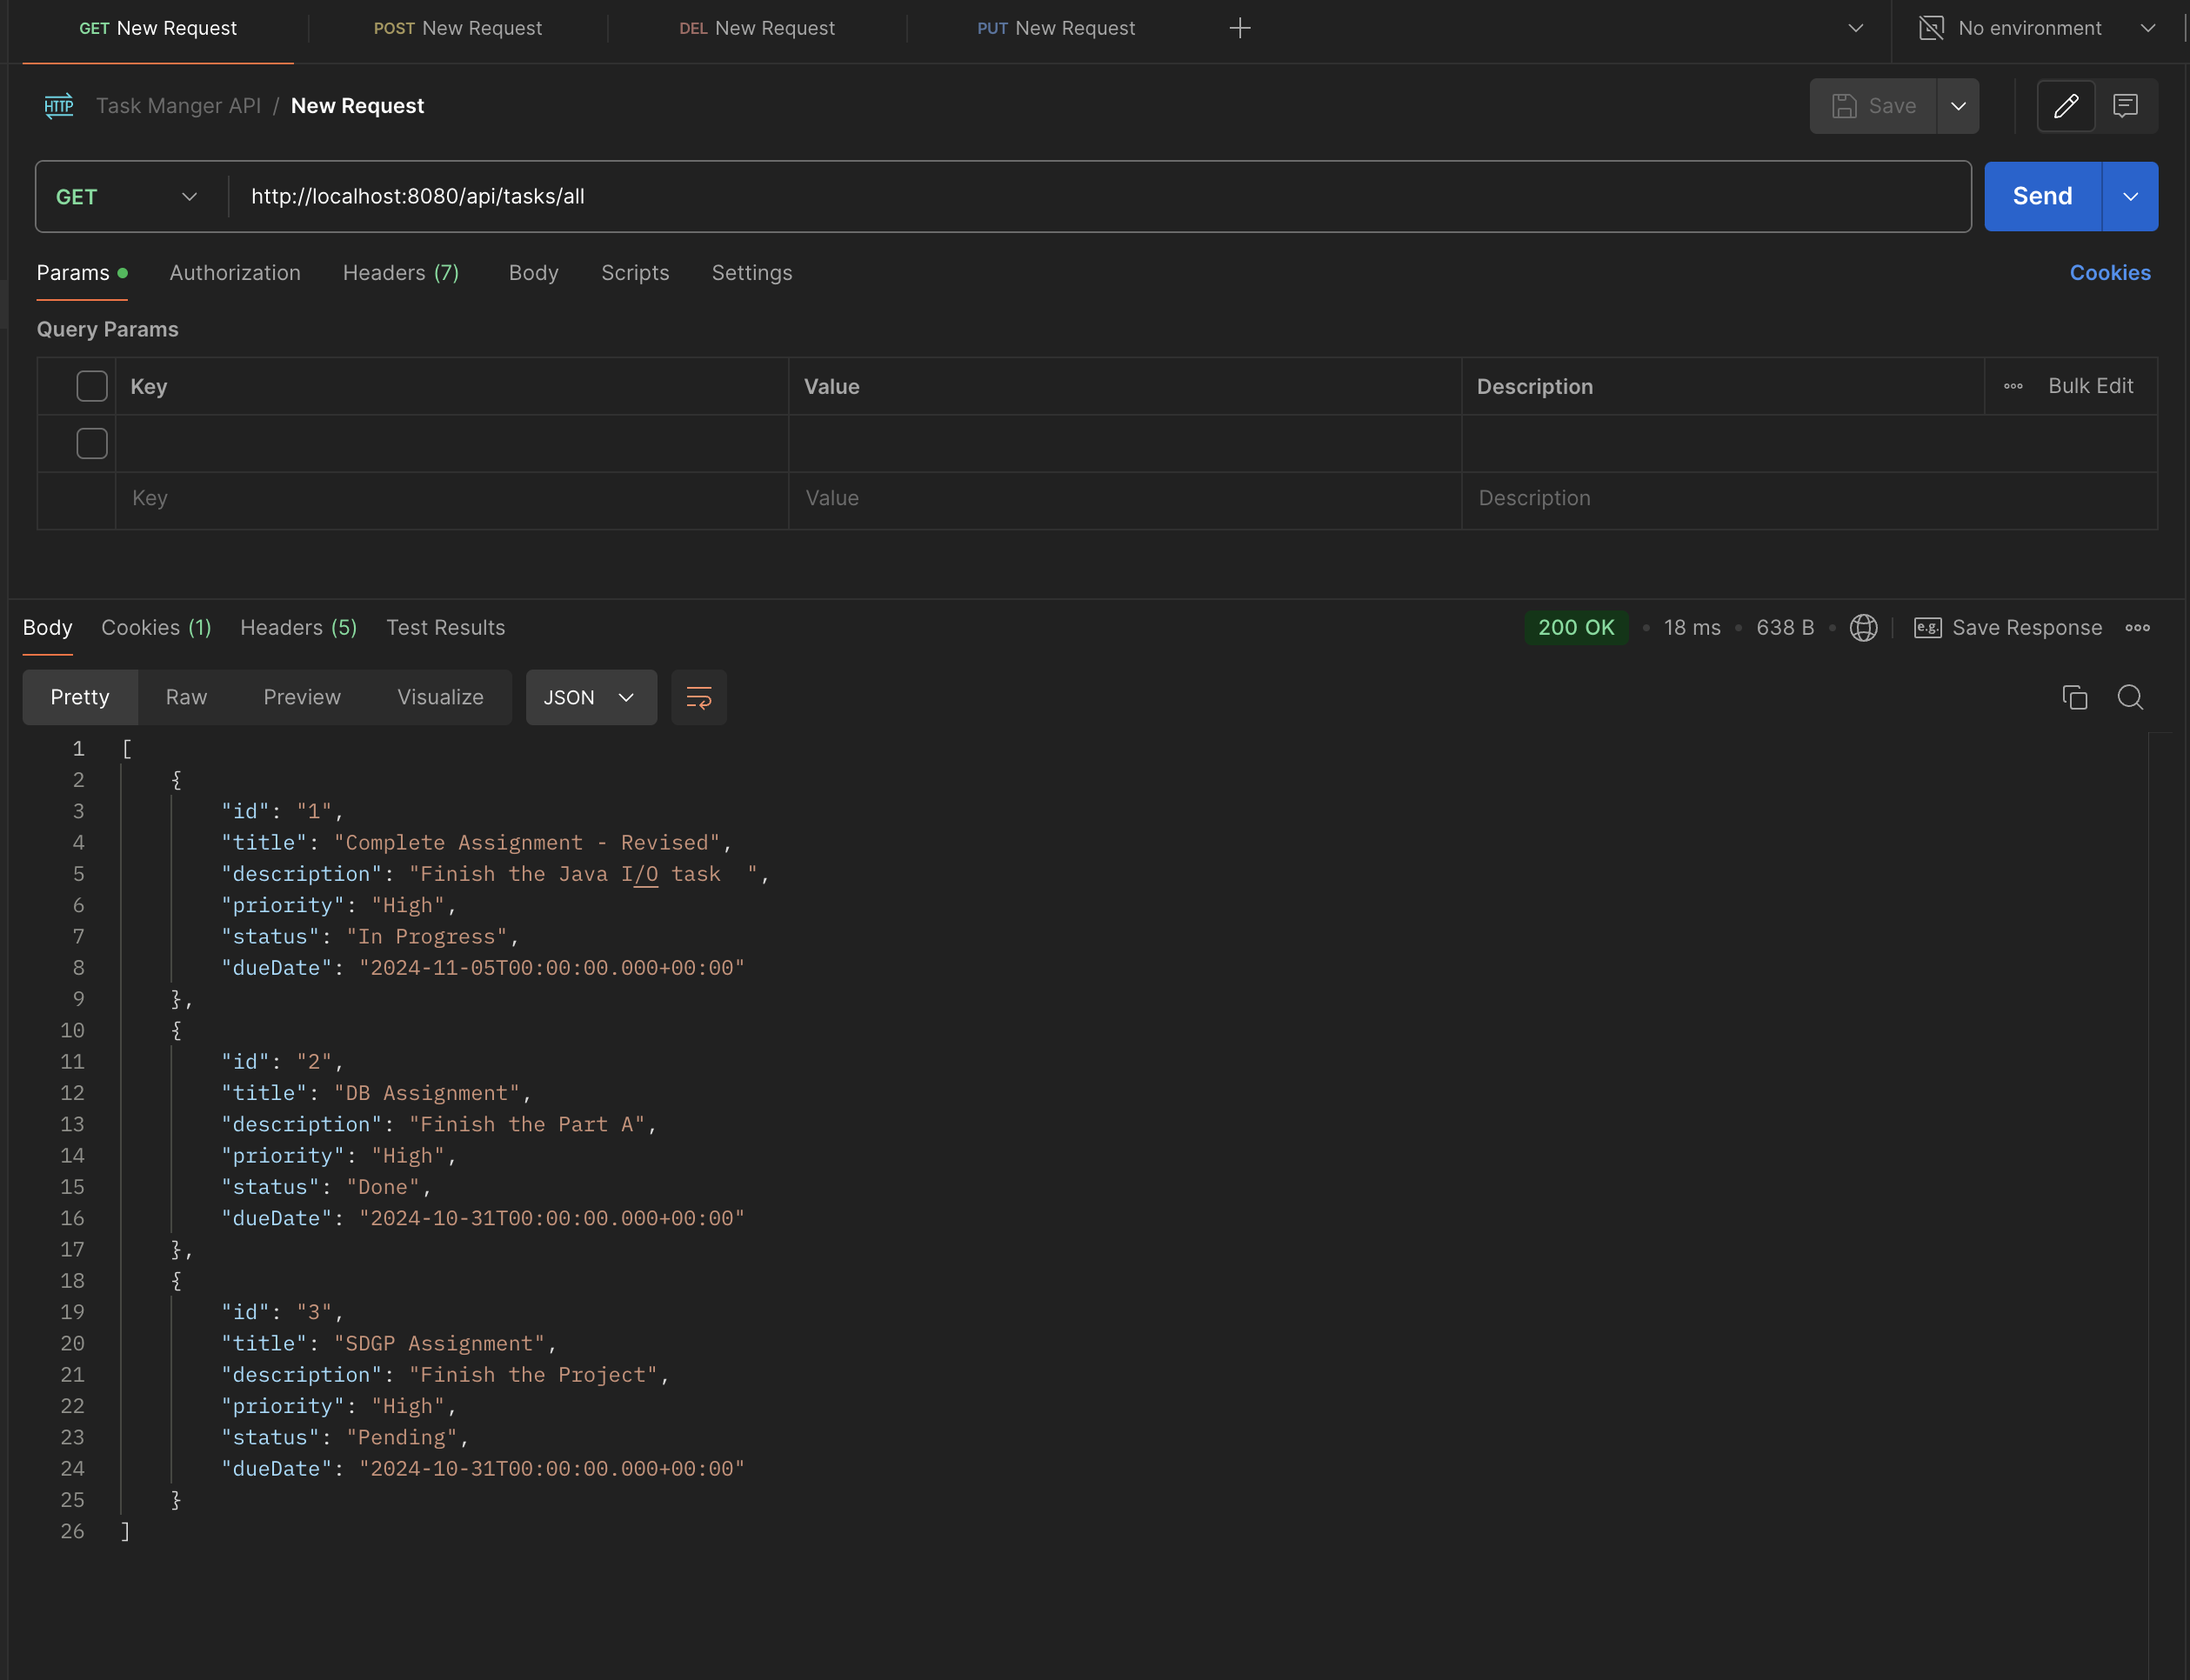 GET New Request
POST New Request
DEL New Request
PUT New Request
No environment
HTTP Task Manger API / New Request
Save
GET http://localhost:8080/api/tasks/all
Send
Params Authorization Headers (7) Body Scripts Settings
Cookies
Query Params
Key Value Description Bulk Edit
Key Value Description
Body Cookies (1) Headers (5) Test Results
200 OK • 18 ms • 638 B • e.g. Save Response
Pretty Raw Preview Visualize JSON
1 [
2 {
3 "id": "1",
4 "title": "Complete Assignment - Revised",
5 "description": "Finish the Java I/O task  ",
6 "priority": "High",
7 "status": "In Progress",
8 "dueDate": "2024-11-05T00:00:00.000+00:00"
9 },
10 {
11 "id": "2",
12 "title": "DB Assignment",
13 "description": "Finish the Part A",
14 "priority": "High",
15 "status": "Done",
16 "dueDate": "2024-10-31T00:00:00.000+00:00"
17 },
18 {
19 "id": "3",
20 "title": "SDGP Assignment",
21 "description": "Finish the Project",
22 "priority": "High",
23 "status": "Pending",
24 "dueDate": "2024-10-31T00:00:00.000+00:00"
25 }
26 ]